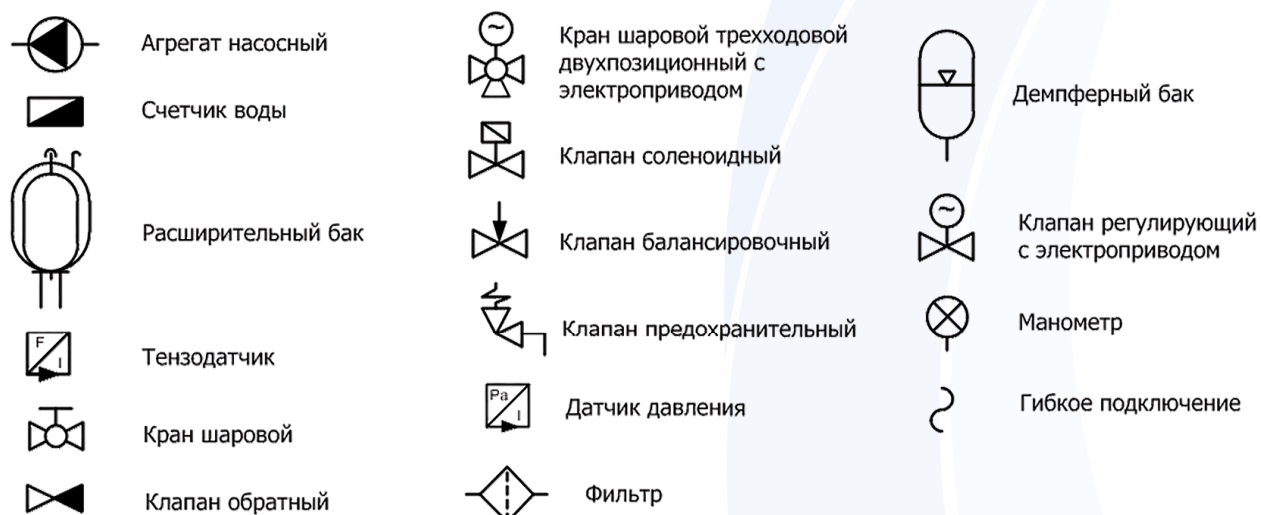 Агрегат насосный
Счетчик воды
Расширительный бак
F
I
Тензодатчик
Кран шаровой
Клапан обратный
~
Кран шаровой трехходовой
двухпозиционный с
электроприводом
Клапан соленоидный
Клапан балансировочный
Клапан предохранительный
Pa
I
Датчик давления
Фильтр
Демпферный бак
~
Клапан регулирующий
с электроприводом
Манометр
Гибкое подключение